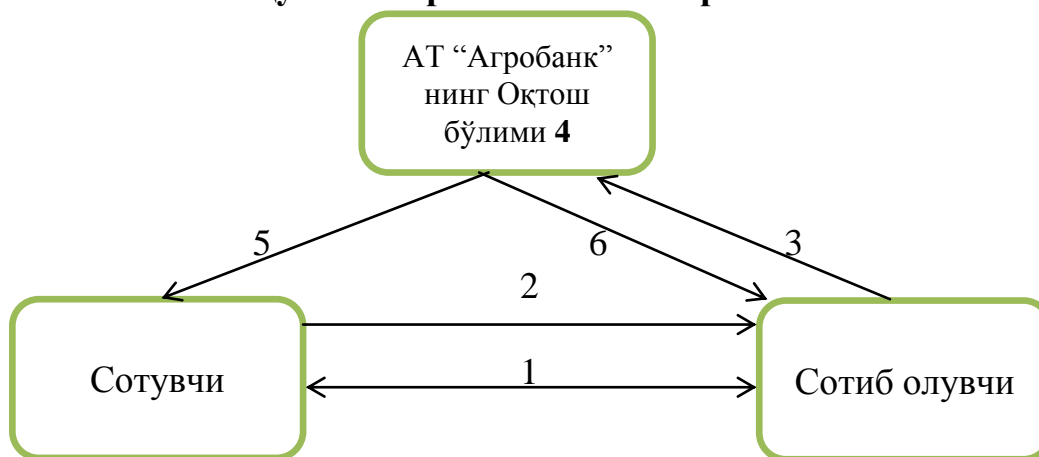 АТ “Агробанк”
нинг Оқтош
бўлими 4
5
6
3
2
Сотувчи
1
Сотиб олувчи